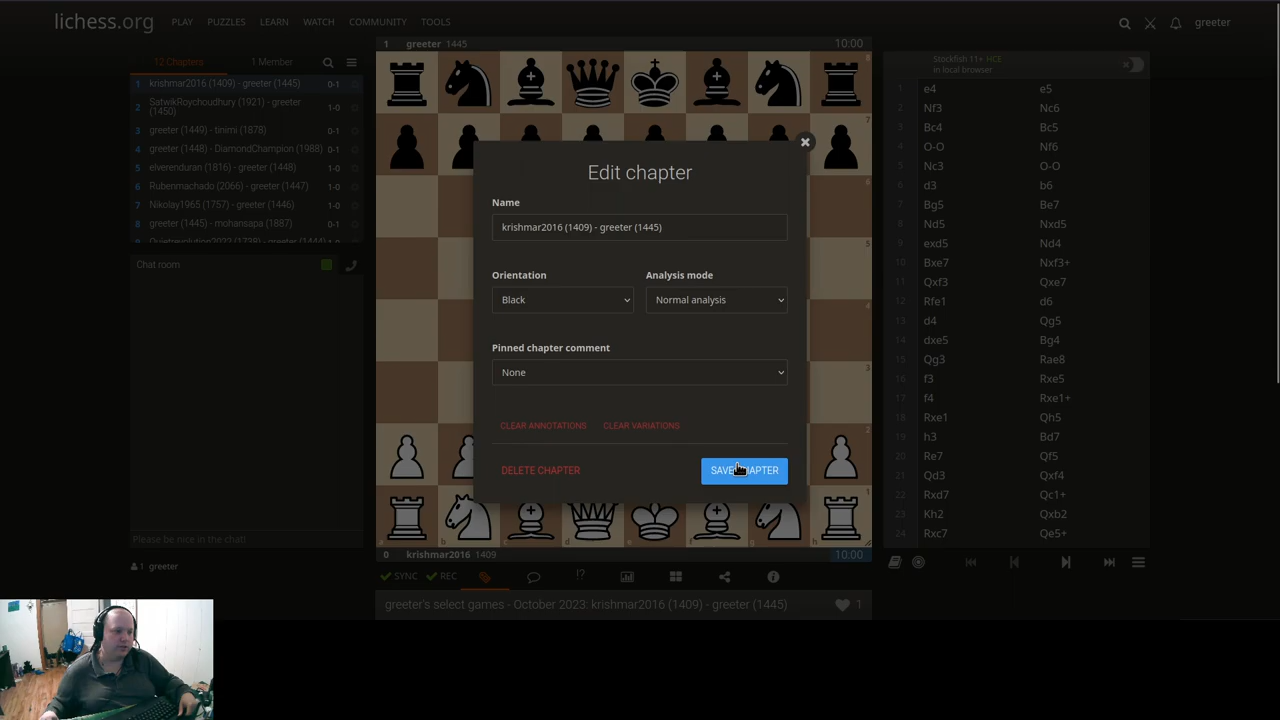 lichess.org PLAY PUZZLES LEARN WATCH COMMUNITY TOOLS greeter
12 Chapters 1 Member
1 krishmar2016 (1409) - greeter (1445) 0-1
2 SatwikRoychoudhury (1921) - greeter (1450) 1-0
3 greeter (1449) - tinimi (1878) 0-1
4 greeter (1448) - DiamondChampion (1988) 0-1
5 elverenduran (1816) - greeter (1448) 1-0
6 Rubenmachado (2066) - greeter (1447) 1-0
7 Nikolay1965 (1757) - greeter (1446) 1-0
8 greeter (1445) - mohansapa (1887) 0-1
Chat room
Please be nice in the chat!
1 greeter
1 greeter 1445 10:00
Edit chapter
Name
krishmar2016 (1409) - greeter (1445)
Orientation Analysis mode
Black Normal analysis
Pinned chapter comment
None
CLEAR ANNOTATIONS CLEAR VARIATIONS
DELETE CHAPTER SAVE CHAPTER
8
7
6
5
4
3
2
1
0 krishmar2016 1409 10:00
SYNC REC !?
greeter's select games - October 2023: krishmar2016 (1409) - greeter (1445) 1
Stockfish 11+ HCE
in local browser
1 e4 e5
2 Nf3 Nc6
3 Bc4 Bc5
4 O-O Nf6
5 Nc3 O-O
6 d3 b6
7 Bg5 Be7
8 Nd5 Nxd5
9 exd5 Nd4
10 Bxe7 Nxf3+
11 Qxf3 Qxe7
12 Rfe1 d6
13 d4 Qg5
14 dxe5 Bg4
15 Qg3 Rae8
16 f3 Rxe5
17 f4 Rxe1+
18 Rxe1 Qh5
19 h3 Bd7
20 Re7 Qf5
21 Qd3 Qxf4
22 Rxd7 Qc1+
23 Kh2 Qxb2
24 Rxc7 Qe5+